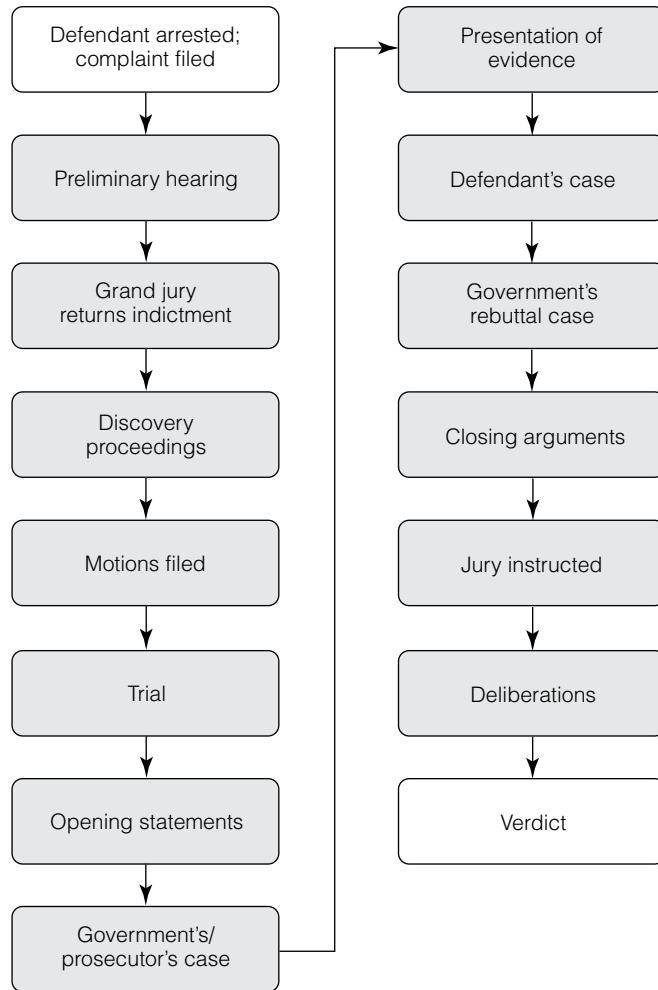 Defendant arrested;
complaint filed
Preliminary hearing
Grand jury
returns indictment
Discovery
proceedings
Motions filed
Trial
Opening statements
Government’s/
prosecutor’s case
Presentation of
evidence
Defendant’s case
Government’s
rebuttal case
Closing arguments
Jury instructed
Deliberations
Verdict